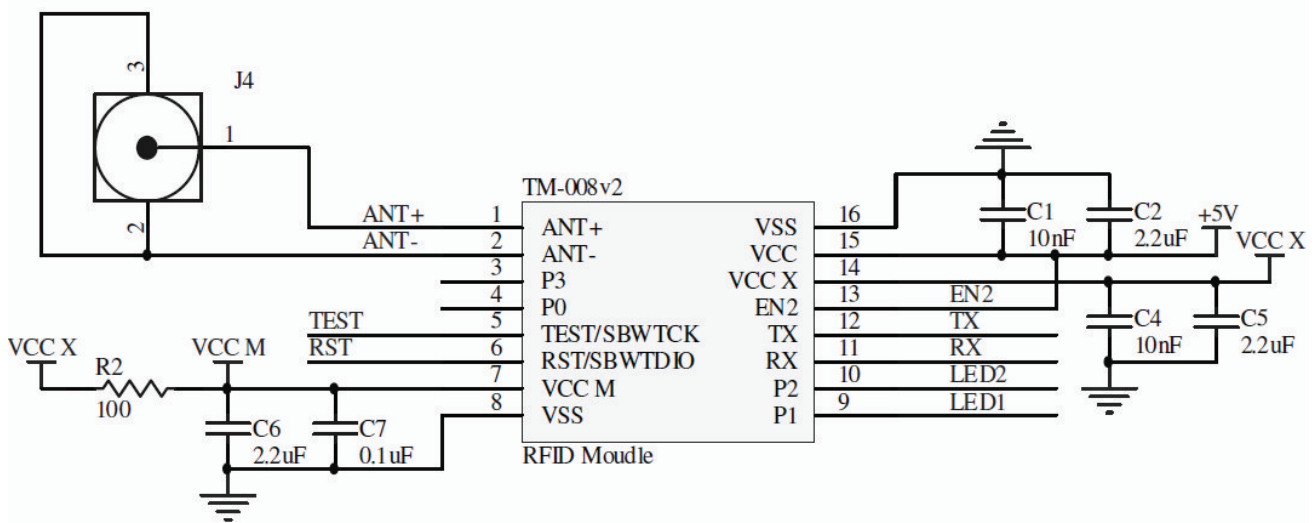 3
J4
1
2
TM-008v2
ANT+ 1 ANT+
ANT- 2 ANT-
3 P3
4 P0
TEST 5 TEST/SBWTCK
RST 6 RST/SBWTDIO
7 VCC M
8 VSS
VSS 16
VCC 15
VCC X 14
EN2 13 EN2
TX 12 TX
RX 11 RX
P2 10 LED2
P1 9 LED1
RFID Moudle
C1
10nF
C2
2.2uF
+5V
VCC X
C4
10nF
C5
2.2uF
VCC X
R2
100
VCC M
C6
2.2uF
C7
0.1uF